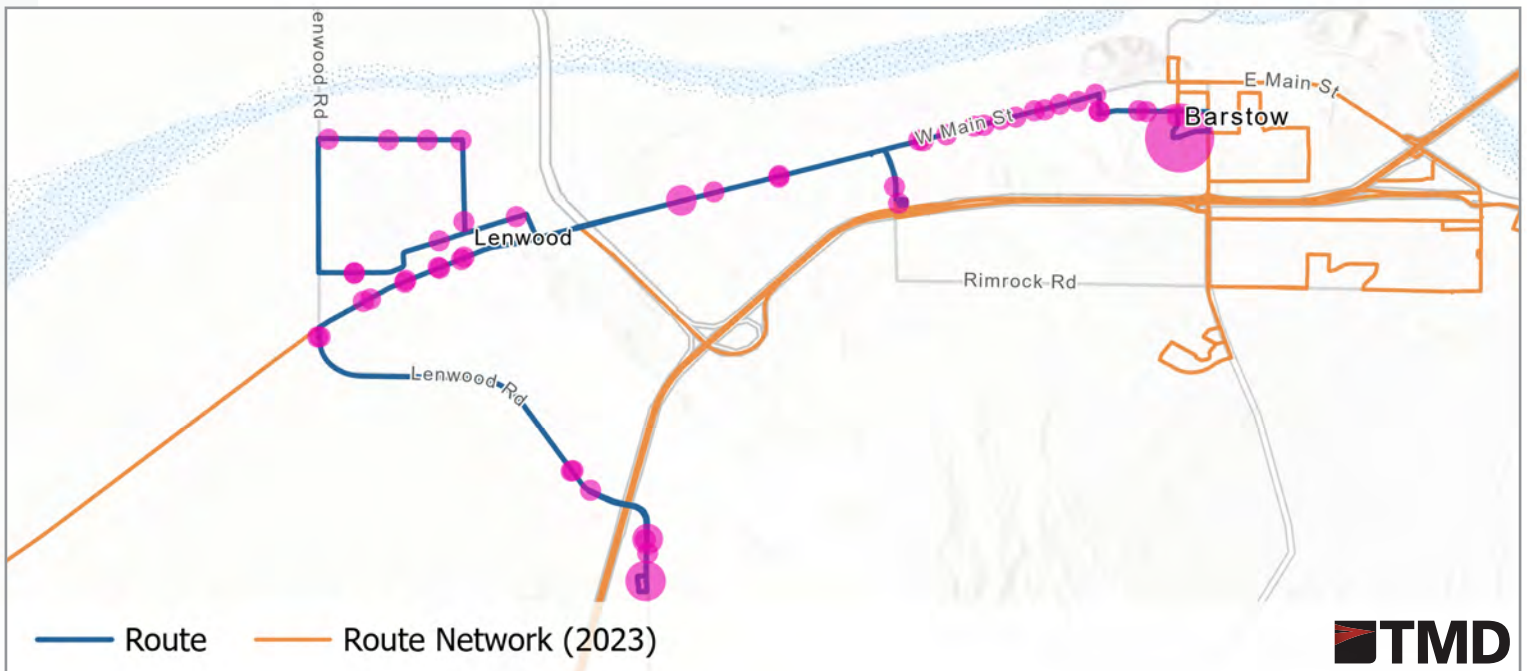 enwood Rd
E Main St
Barstow
W Main St
Lenwood
Rimrock Rd
Lenwood Rd
Route
Route Network (2023)
TMD